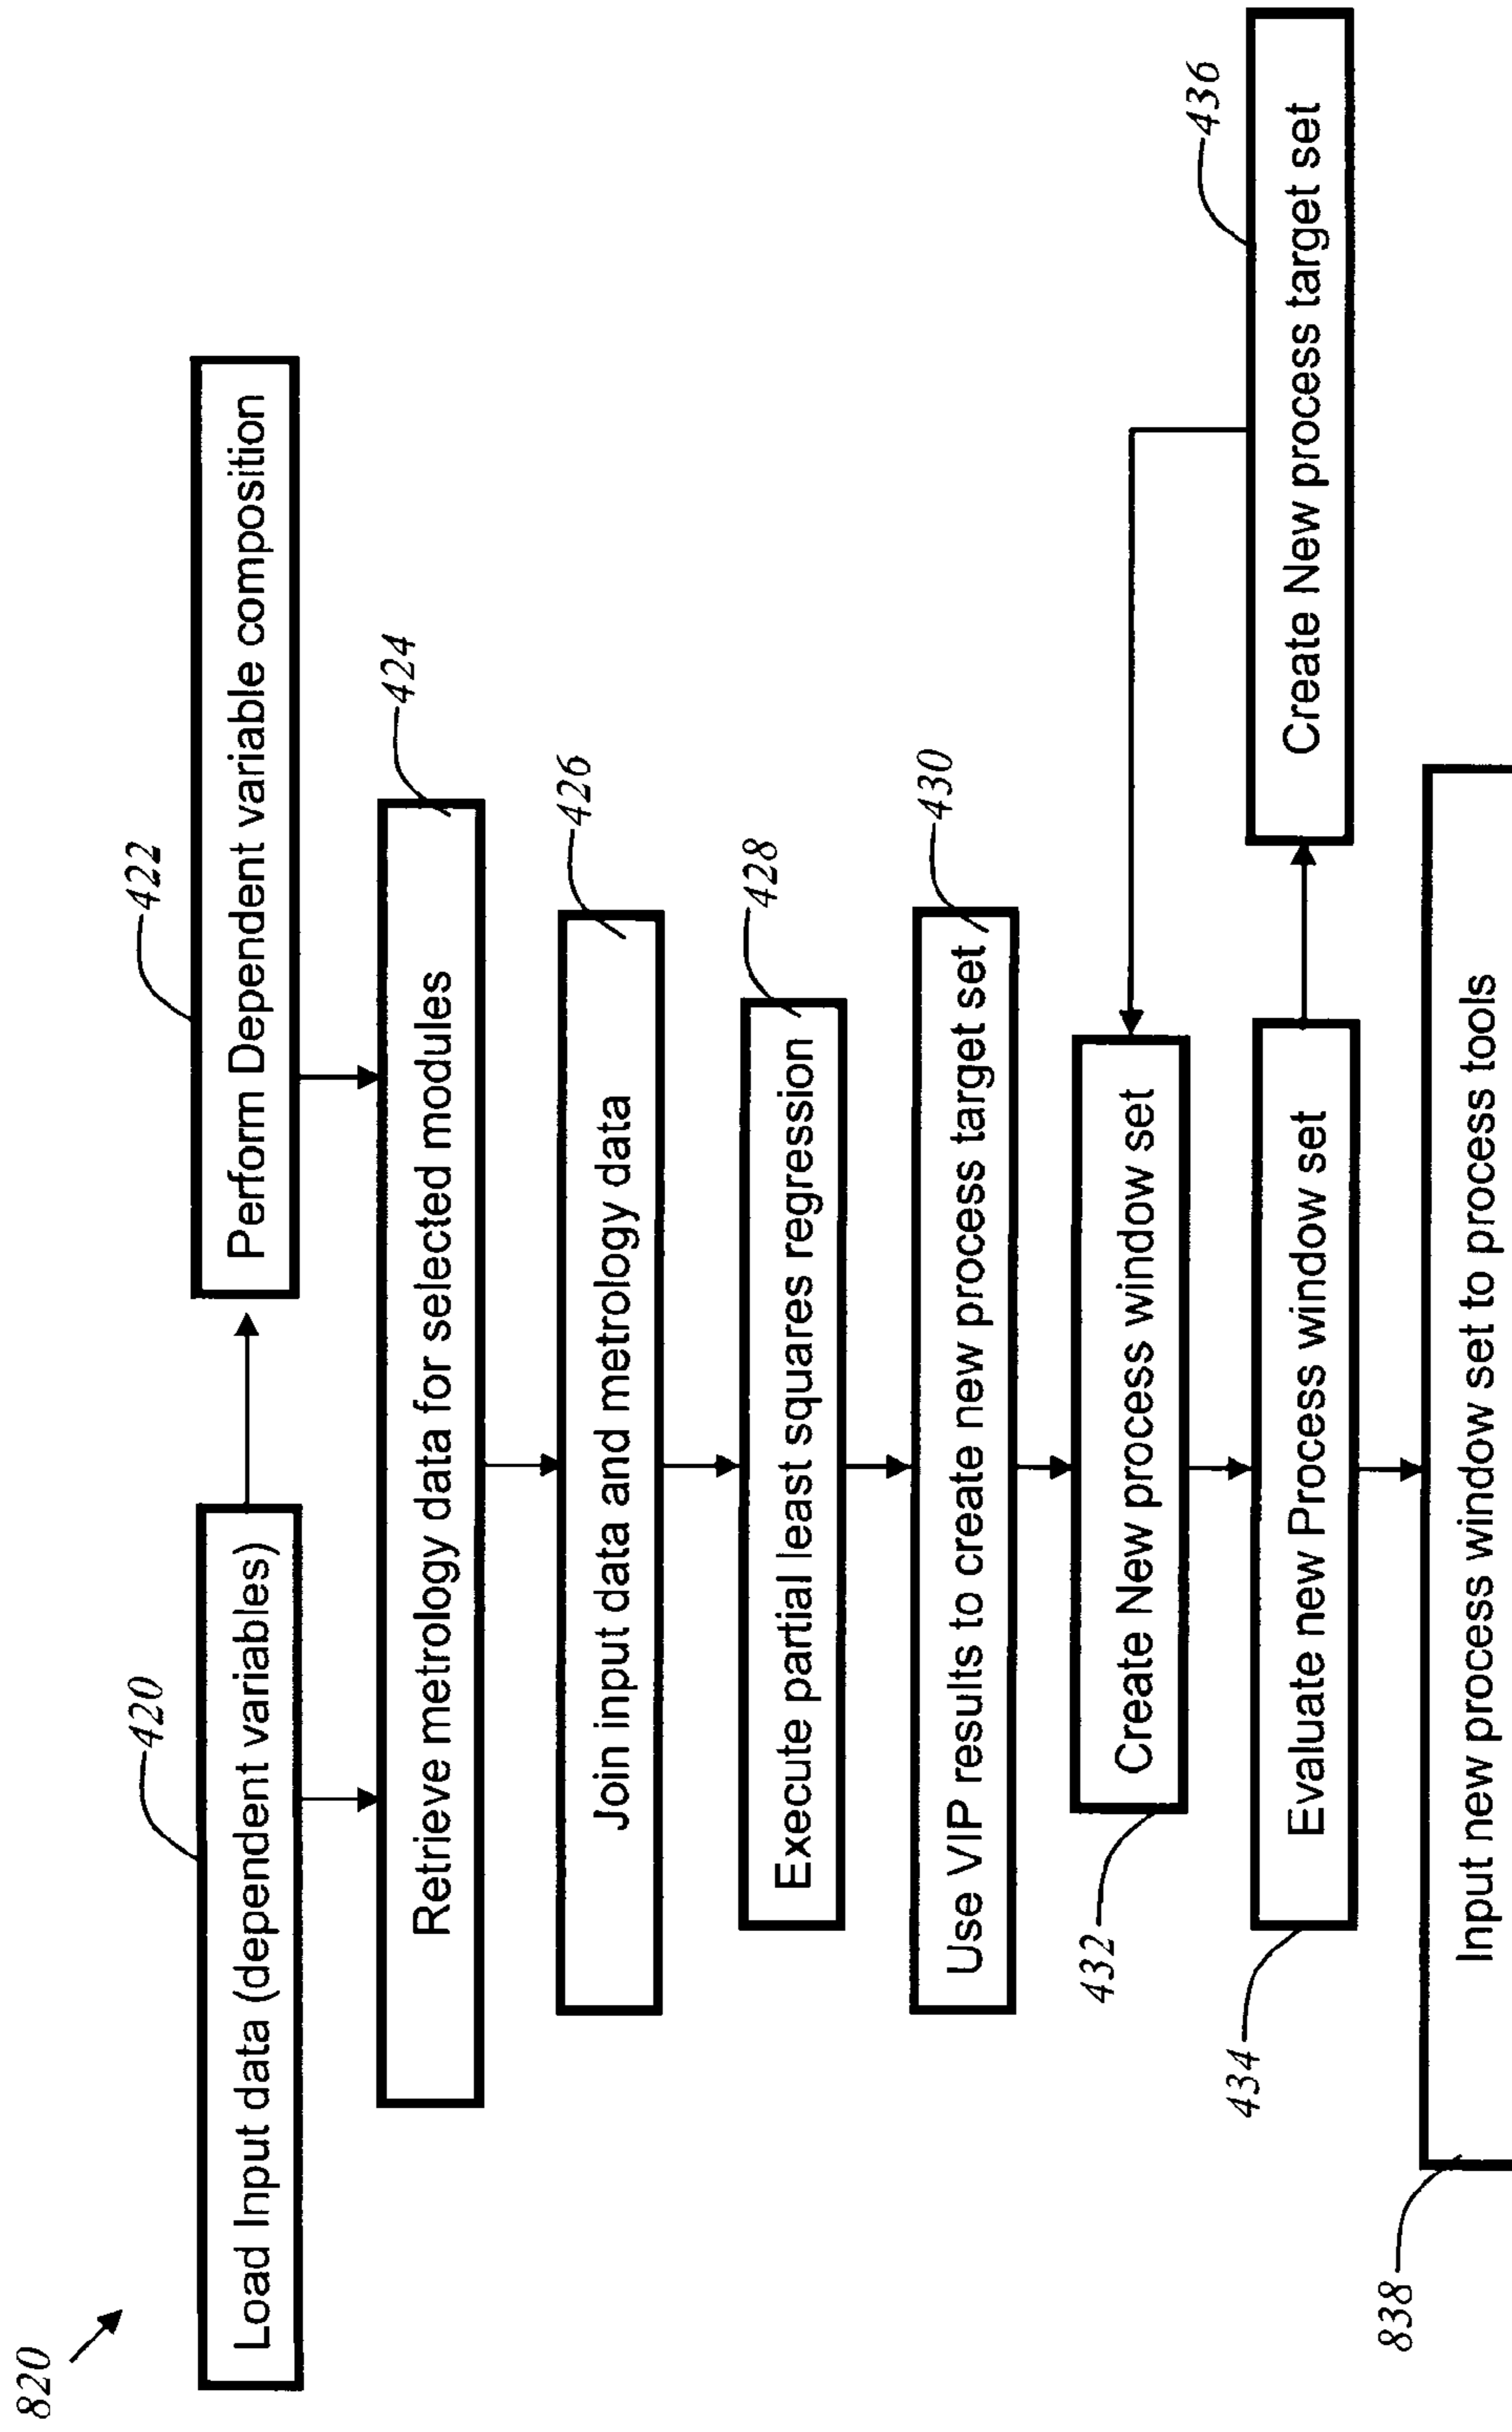 820
420
Load Input data (dependent variables)
422
Perform Dependent variable composition
424
Retrieve metrology data for selected modules
426
Join input data and metrology data
428
Execute partial least squares regression
430
Use VIP results to create new process target set
432
Create New process window set
434
Evaluate new Process window set
436
Create New process target set
838
Input new process window set to process tools